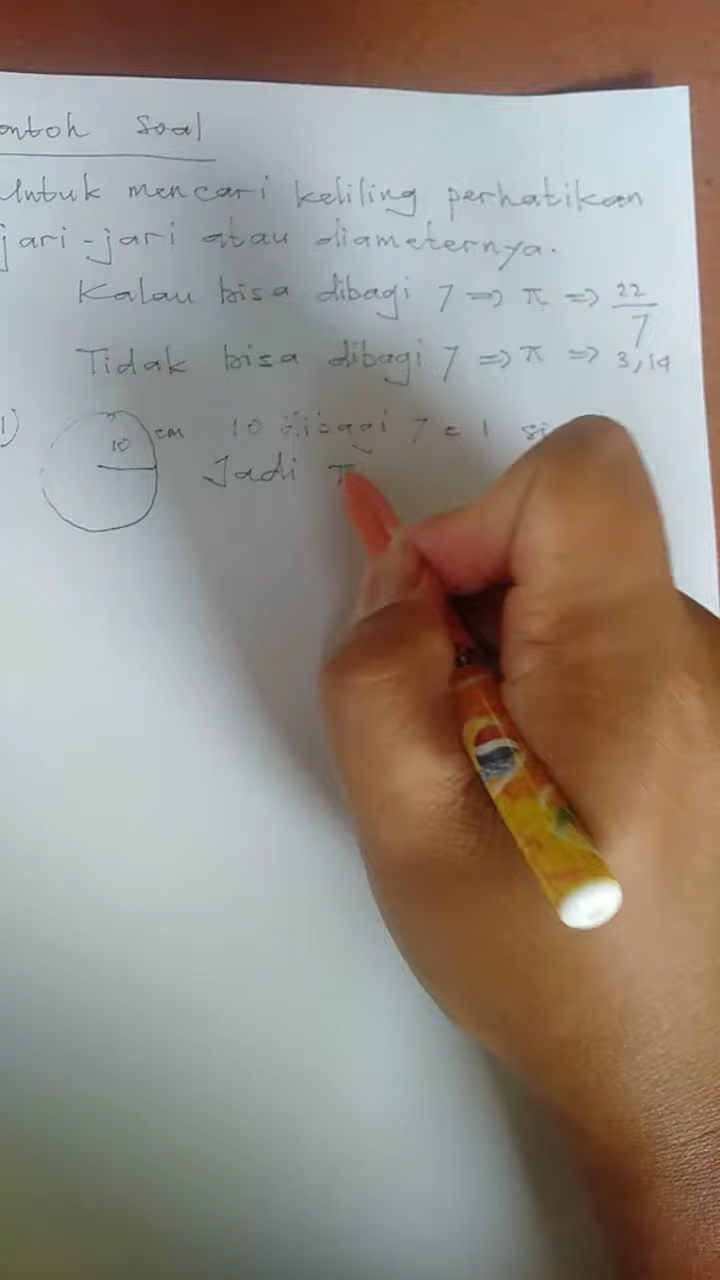 ontoh Soal
Untuk mencari keliling perhatikan
jari-jari atau diameternya.
Kalau bisa dibagi 7 => π => 22/7
Tidak bisa dibagi 7 => π => 3,14
1) 10 cm 10 dibagi 7 = 1 si
Jadi π